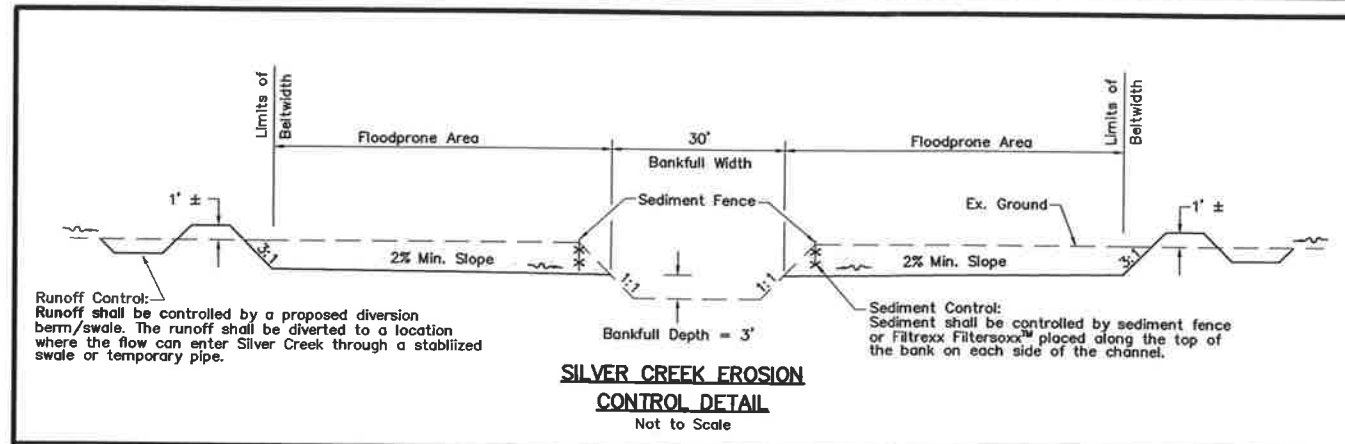 Limits of
Beltwidth
Limits of
Beltwidth
Floodprone Area
30'
Bankfull Width
Floodprone Area
1' ±
Sediment Fence
Ex. Ground
1' ±
3:1
2% Min. Slope
1:1
1:1
2% Min. Slope
3:1
Runoff Control:
Runoff shall be controlled by a proposed diversion
berm/swale. The runoff shall be diverted to a location
where the flow can enter Silver Creek through a stabliized
swale or temporary pipe.
Bankfull Depth = 3'
Sediment Control:
Sediment shall be controlled by sediment fence
or Filtrexx Filtersoxx™ placed along the top of
the bank on each side of the channel.
SILVER CREEK EROSION
CONTROL DETAIL
Not to Scale